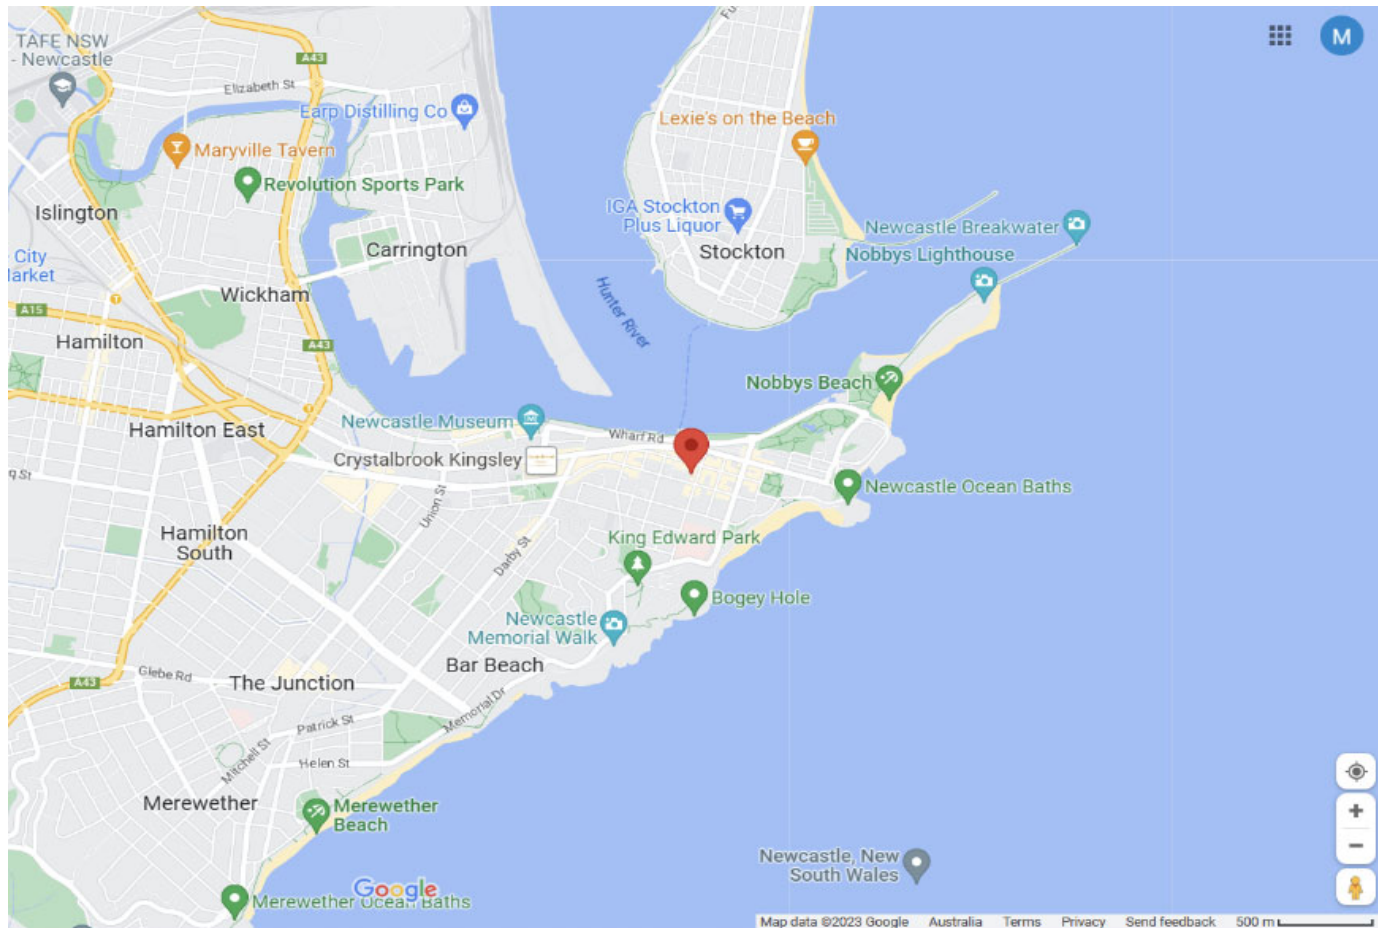 TAFE NSW
- Newcastle
A43
Elizabeth St
Earp Distilling Co
Lexie's on the Beach
M
Maryville Tavern
Revolution Sports Park
Islington
IGA Stockton
Plus Liquor
Stockton
Newcastle Breakwater
Nobbys Lighthouse
Carrington
City
Wickham
Hunter River
A15
Hamilton
A43
Nobbys Beach
Newcastle Museum
Hamilton East
Wharf Rd
Crystalbrook Kingsley
Newcastle Ocean Baths
Union St
Hamilton
South
Darby St
King Edward Park
Bogey Hole
Newcastle
Memorial Walk
Bar Beach
Glebe Rd
A43
The Junction
Memorial Dr
Patrick St
Mitchell St
Helen St
Merewether
Merewether
Beach
Newcastle, New
South Wales
Google
Merewether Ocean Baths
Map data ©2023 Google Australia Terms Privacy Send feedback 500 m